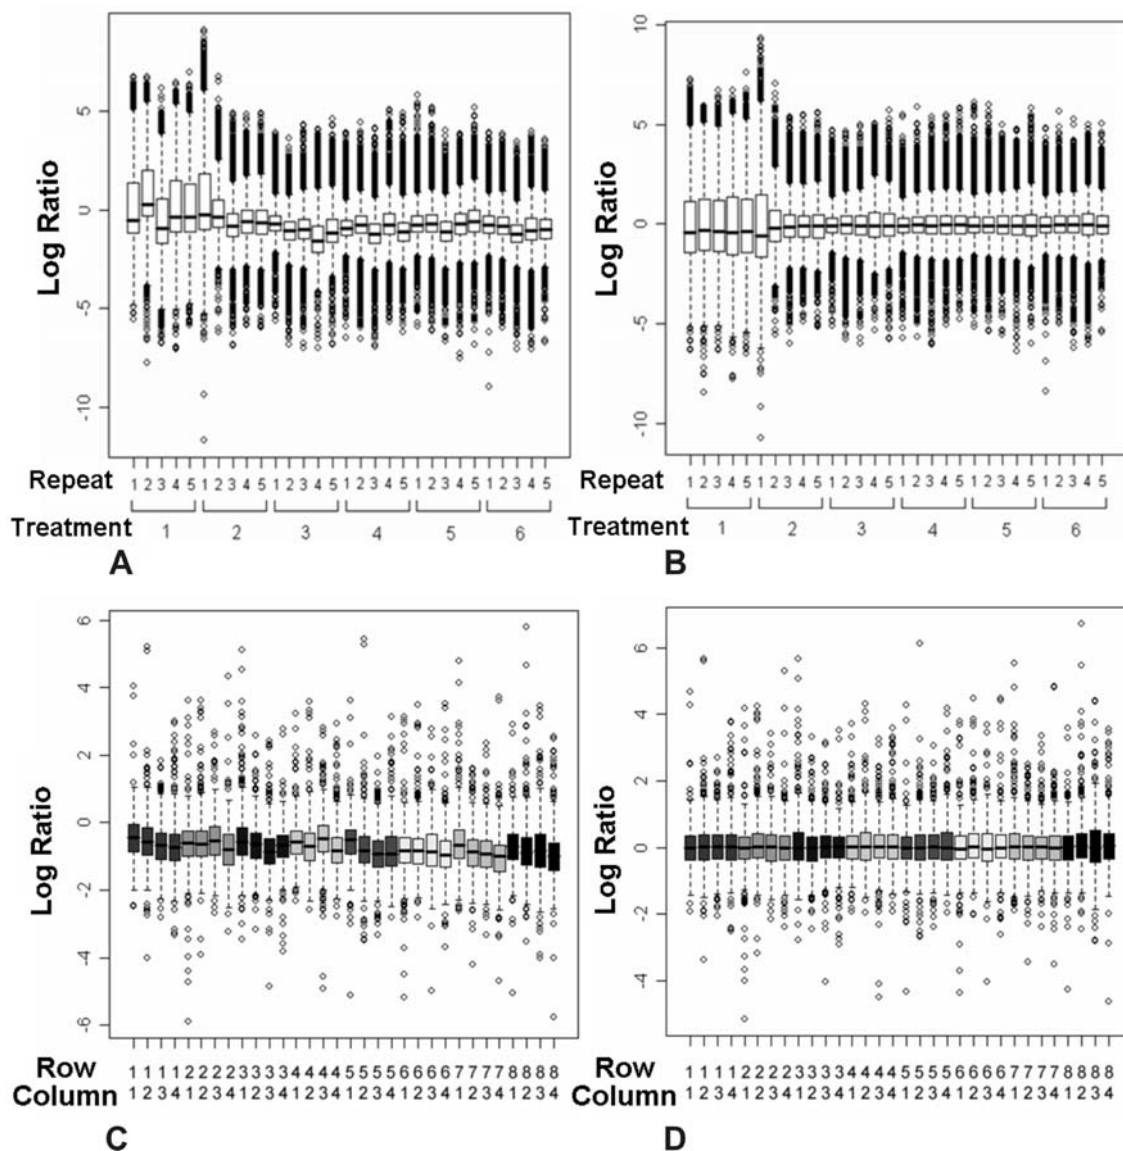 Log Ratio
5
0
-5
-10
Repeat 1 2 3 4 5 1 2 3 4 5 1 2 3 4 5 1 2 3 4 5 1 2 3 4 5 1 2 3 4 5
Treatment 1 2 3 4 5 6
A
Log Ratio
10
5
0
-5
-10
Repeat 1 2 3 4 5 1 2 3 4 5 1 2 3 4 5 1 2 3 4 5 1 2 3 4 5 1 2 3 4 5
Treatment 1 2 3 4 5 6
B
Log Ratio
6
4
2
0
-2
-4
-6
Row 1 1 1 1 2 2 2 2 3 3 3 3 4 4 4 4 5 5 5 5 6 6 6 6 7 7 7 7 8 8 8 8
Column 1 2 3 4 1 2 3 4 1 2 3 4 1 2 3 4 1 2 3 4 1 2 3 4 1 2 3 4 1 2 3 4
C
Log Ratio
6
4
2
0
-2
-4
Row 1 1 1 1 2 2 2 2 3 3 3 3 4 4 4 4 5 5 5 5 6 6 6 6 7 7 7 7 8 8 8 8
Column 1 2 3 4 1 2 3 4 1 2 3 4 1 2 3 4 1 2 3 4 1 2 3 4 1 2 3 4 1 2 3 4
D